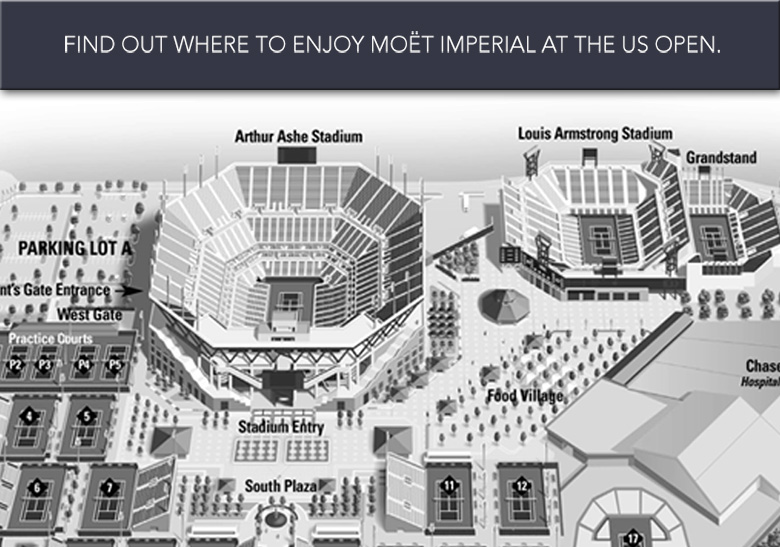 FIND OUT WHERE TO ENJOY MOËT IMPERIAL AT THE US OPEN.
Arthur Ashe Stadium
Louis Armstrong Stadium
Grandstand
PARKING LOT A
nt's Gate Entrance
West Gate
Practice Courts
P2 P3 P4 P5
Chase
Hospital
Food Village
4 5
Stadium Entry
6 7
South Plaza
11 12
17